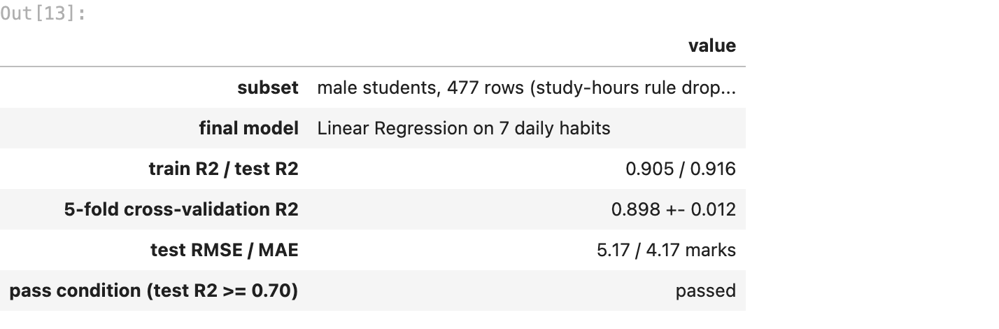 Out[13]:
value
subset male students, 477 rows (study-hours rule drop...
final model Linear Regression on 7 daily habits
train R2 / test R2 0.905 / 0.916
5-fold cross-validation R2 0.898 +- 0.012
test RMSE / MAE 5.17 / 4.17 marks
pass condition (test R2 >= 0.70) passed